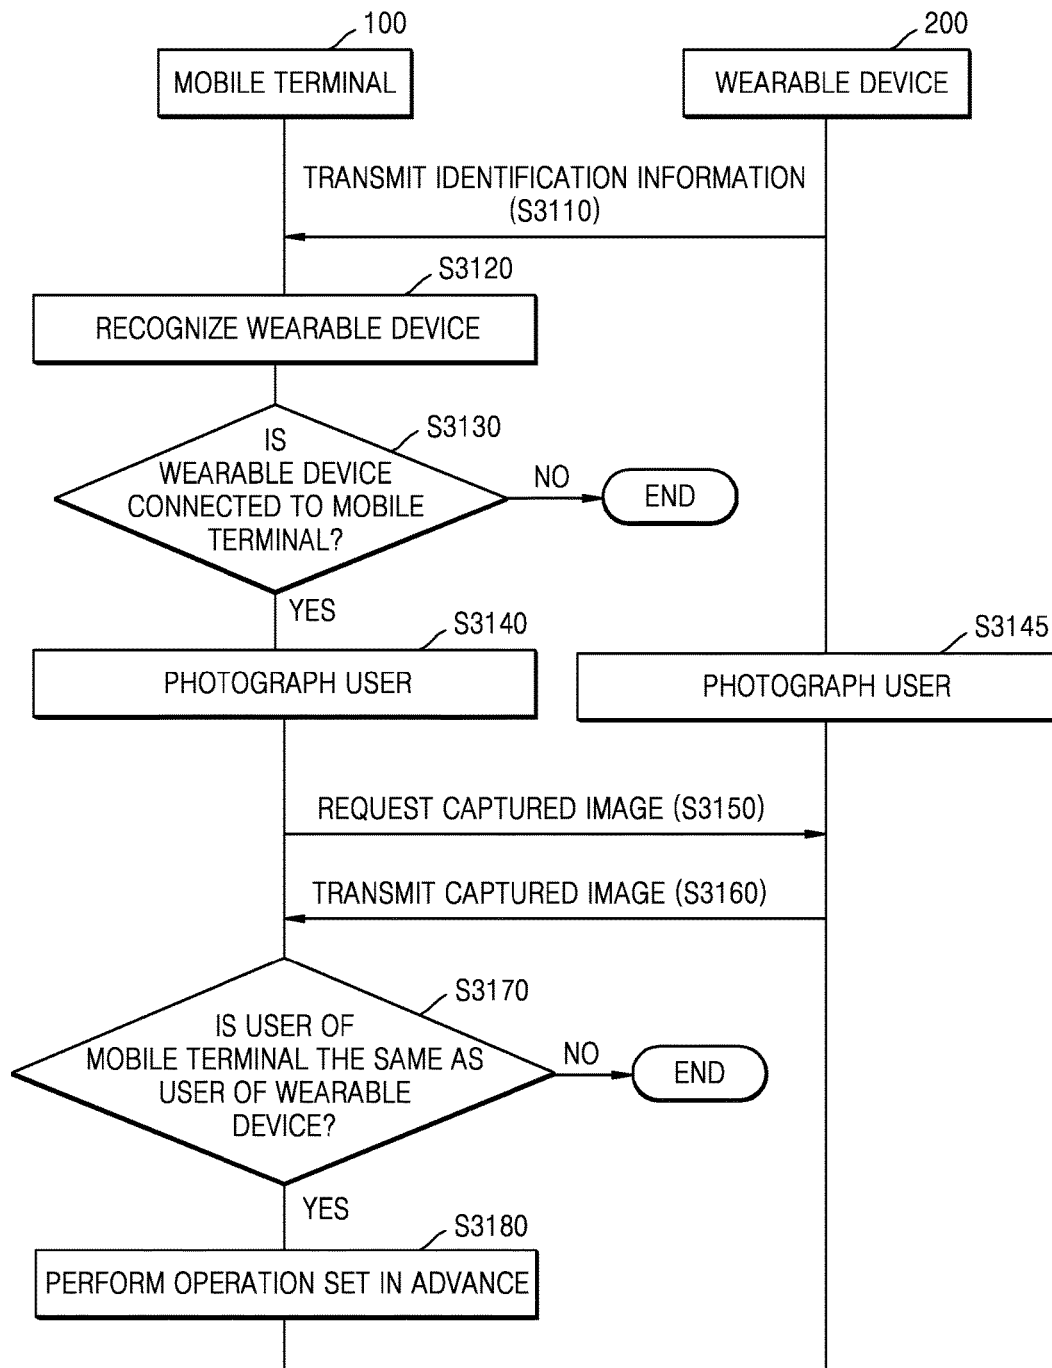 100
200
MOBILE TERMINAL
WEARABLE DEVICE
TRANSMIT IDENTIFICATION INFORMATION
(S3110)
S3120
RECOGNIZE WEARABLE DEVICE
S3130
IS
WEARABLE DEVICE
CONNECTED TO MOBILE
TERMINAL?
NO
END
YES
S3140
S3145
PHOTOGRAPH USER
PHOTOGRAPH USER
REQUEST CAPTURED IMAGE (S3150)
TRANSMIT CAPTURED IMAGE (S3160)
S3170
IS USER OF
MOBILE TERMINAL THE SAME AS
USER OF WEARABLE
DEVICE?
NO
END
YES
S3180
PERFORM OPERATION SET IN ADVANCE